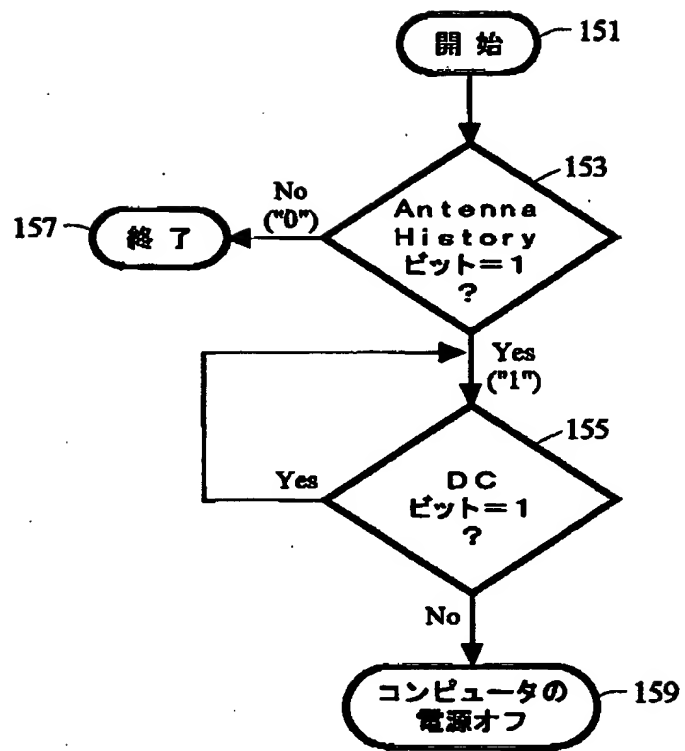 開始
151
153
Antenna
History
ビット=1
?
No
("0")
157
終了
Yes
("1")
155
DC
ビット=1
?
Yes
No
コンピュータの
電源オフ
159